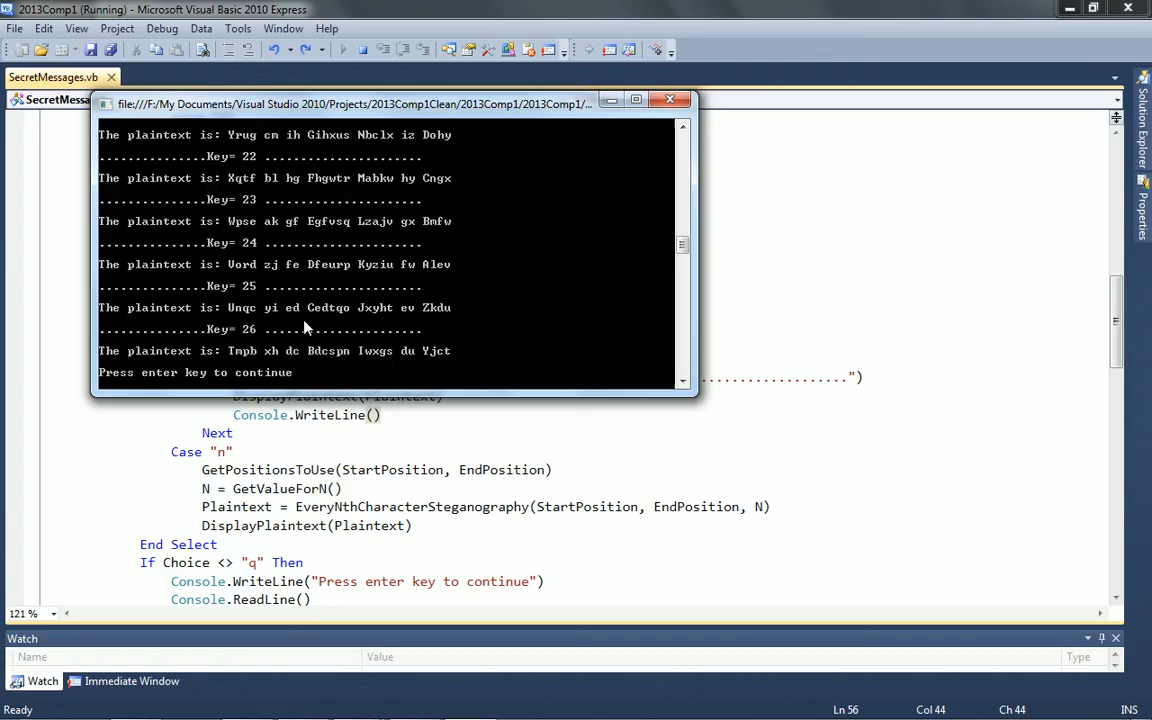 2013Comp1 (Running) - Microsoft Visual Basic 2010 Express
File Edit View Project Debug Data Tools Window Help
SecretMessages.vb
SecretMessa
file:///F:/My Documents/Visual Studio 2010/Projects/2013Comp1Clean/2013Comp1/2013Comp1/...
The plaintext is: Yrug cm ih Gihxus Nbclx iz Dohy
...............Key= 22 ......................
The plaintext is: Xqtf bl hg Fhgwtr Mabkw hy Cngx
...............Key= 23 ......................
The plaintext is: Wpse ak gf Egfvsq Lzajv gx Bmfw
...............Key= 24 ......................
The plaintext is: Vord zj fe Dfeurp Kyziu fw Alev
...............Key= 25 ......................
The plaintext is: Unqc yi ed Cedtqo Jxyht ev Zkdu
...............Key= 26 ......................
The plaintext is: Tmpb xh dc Bdcspn Iwxgs du Yjct
Press enter key to continue
....................")
DisplayPlaintext(Plaintext)
Console.WriteLine()
Next
Case "n"
GetPositionsToUse(StartPosition, EndPosition)
N = GetValueForN()
Plaintext = EveryNthCharacterSteganography(StartPosition, EndPosition, N)
DisplayPlaintext(Plaintext)
End Select
If Choice <> "q" Then
Console.WriteLine("Press enter key to continue")
Console.ReadLine()
121 %
Watch
Name Value Type
Watch Immediate Window
Ready Ln 56 Col 44 Ch 44 INS
Solution Explorer
Properties